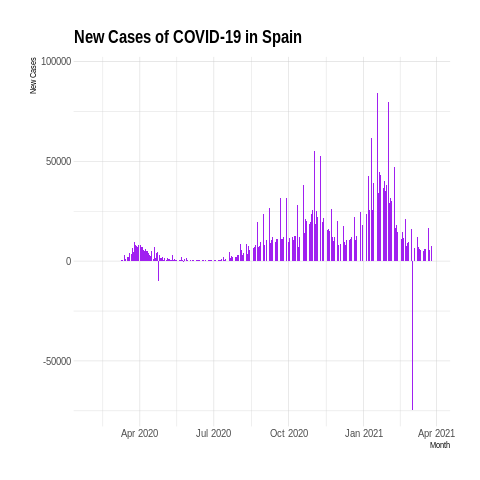 New Cases of COVID-19 in Spain
New Cases
100000
50000
0
-50000
Apr 2020 Jul 2020 Oct 2020 Jan 2021 Apr 2021
Month